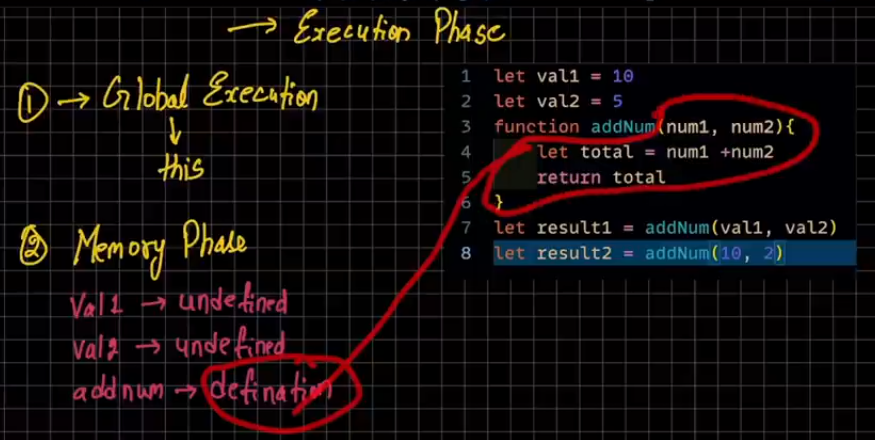 → Execution Phase
① → Global Execution
↓
this
② Memory Phase
Val1 → undefined
val2 → undefined
addnum → defination
1 let val1 = 10
2 let val2 = 5
3 function addNum(num1, num2){
4 let total = num1 +num2
5 return total
6 }
7 let result1 = addNum(val1, val2)
8 let result2 = addNum(10, 2)